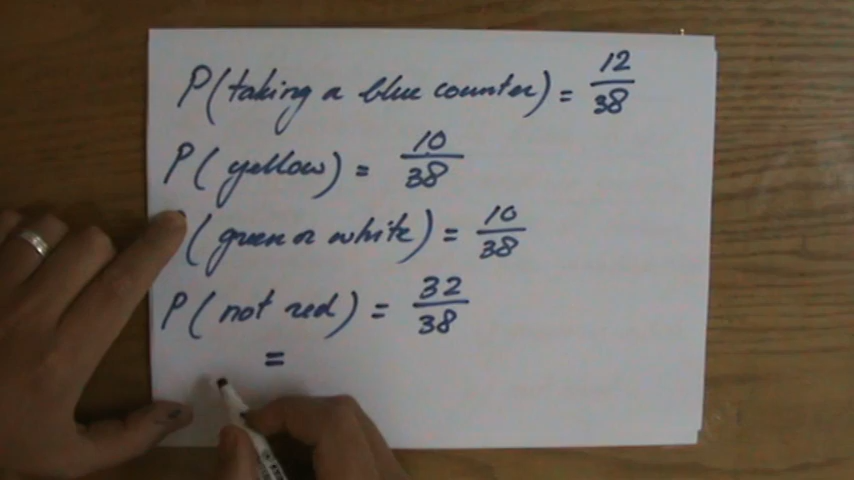 P(taking a blue counter) = 12/38
P(yellow) = 10/38
(green or white) = 10/38
P(not red) = 32/38
=